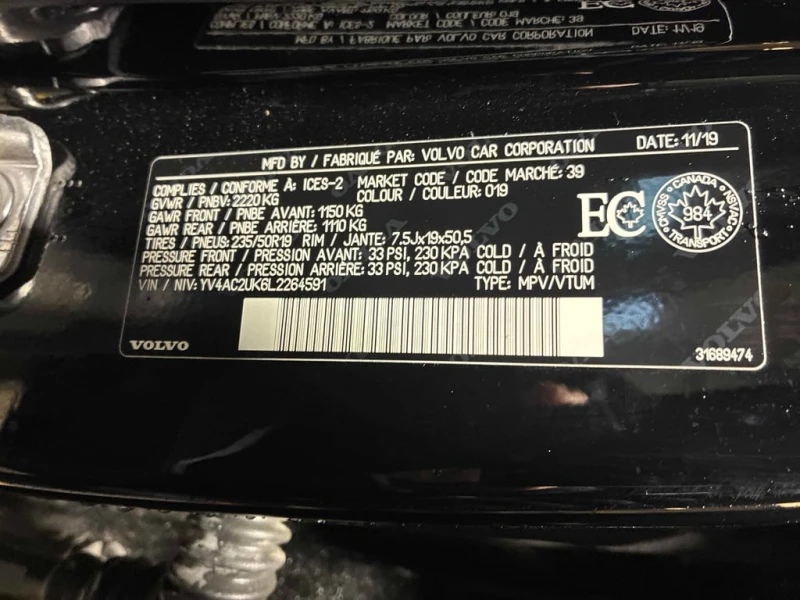 MFD BY / FABRIQUÉ PAR: VOLVO CAR CORPORATION DATE: 11/19
COMPLIES / CONFORME À: ICES-2 MARKET CODE / CODE MARCHÉ: 39
GVWR / PNBV: 2220 KG COLOUR / COULEUR: 019
GAWR FRONT / PNBE AVANT: 1150 KG
GAWR REAR / PNBE ARRIÈRE: 1110 KG
TIRES / PNEUS: 235/50R19 RIM / JANTE: 7.5Jx19x50,5
PRESSURE FRONT / PRESSION AVANT: 33 PSI, 230 KPA COLD / À FROID
PRESSURE REAR / PRESSION ARRIÈRE: 33 PSI, 230 KPA COLD / À FROID
VIN / NIV: YV4AC2UK6L2264591 TYPE: MPV/VTUM
EC
CANADA
CMVSS 984 NSVAC
TRANSPORT
VOLVO 31689474